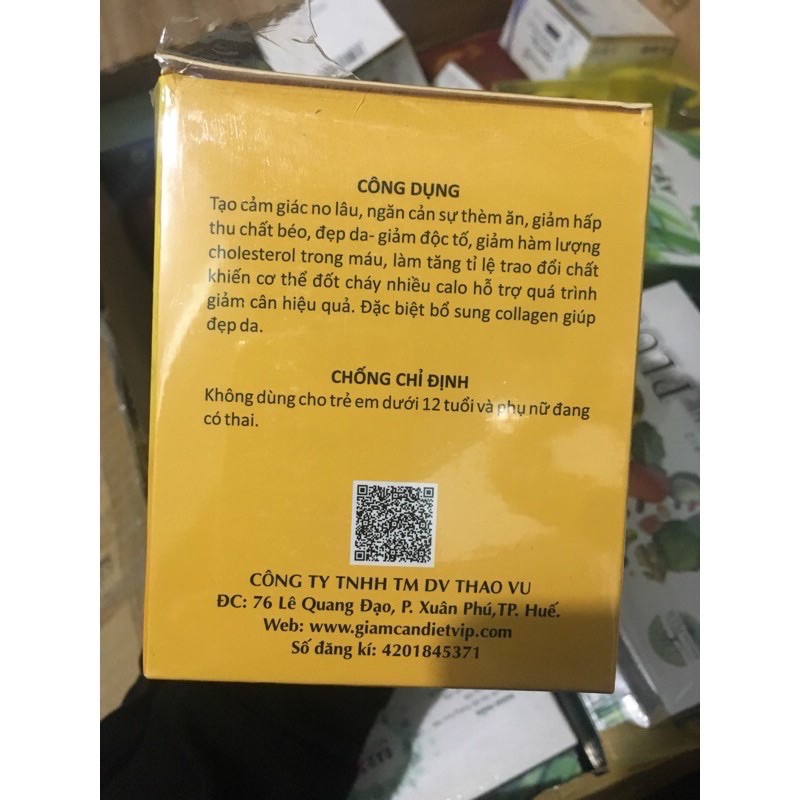 CÔNG DỤNG
Tạo cảm giác no lâu, ngăn cản sự thèm ăn, giảm hấp
thu chất béo, đẹp da- giảm độc tố, giảm hàm lượng
cholesterol trong máu, làm tăng tỉ lệ trao đổi chất
khiến cơ thể đốt cháy nhiều calo hỗ trợ quá trình
giảm cân hiệu quả. Đặc biệt bổ sung collagen giúp
đẹp da.
CHỐNG CHỈ ĐỊNH
Không dùng cho trẻ em dưới 12 tuổi và phụ nữ đang
có thai.
CÔNG TY TNHH TM DV THAO VU
ĐC: 76 Lê Quang Đạo, P. Xuân Phú,TP. Huế.
Web: www.giamcandietvip.com
Số đăng kí: 4201845371